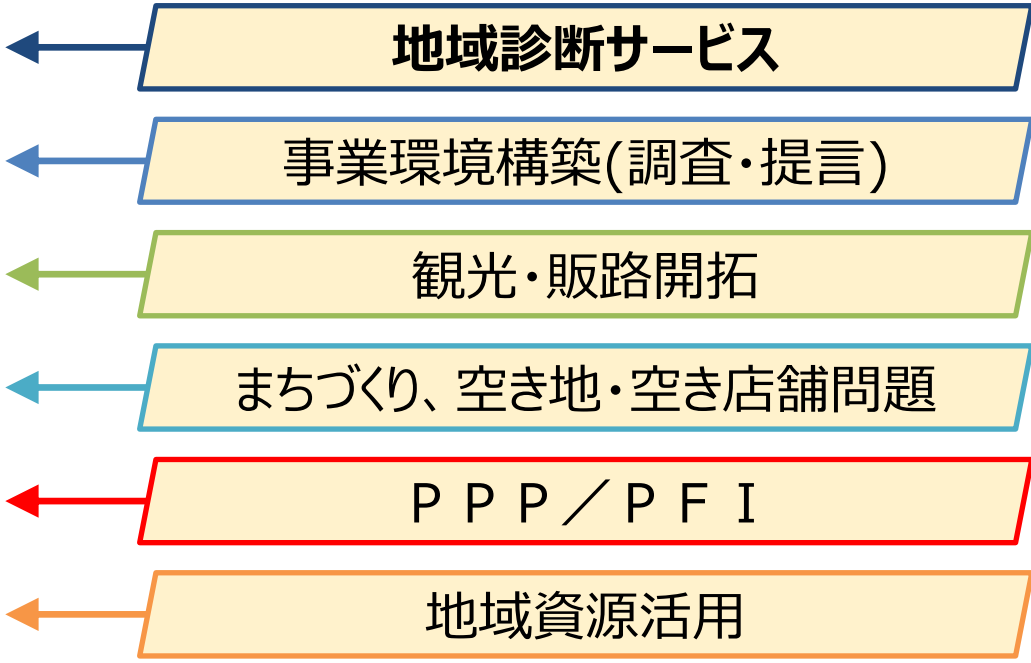 地域診断サービス
事業環境構築(調査・提言)
観光・販路開拓
まちづくり、空き地・空き店舗問題
ＰＰＰ／ＰＦＩ
地域資源活用